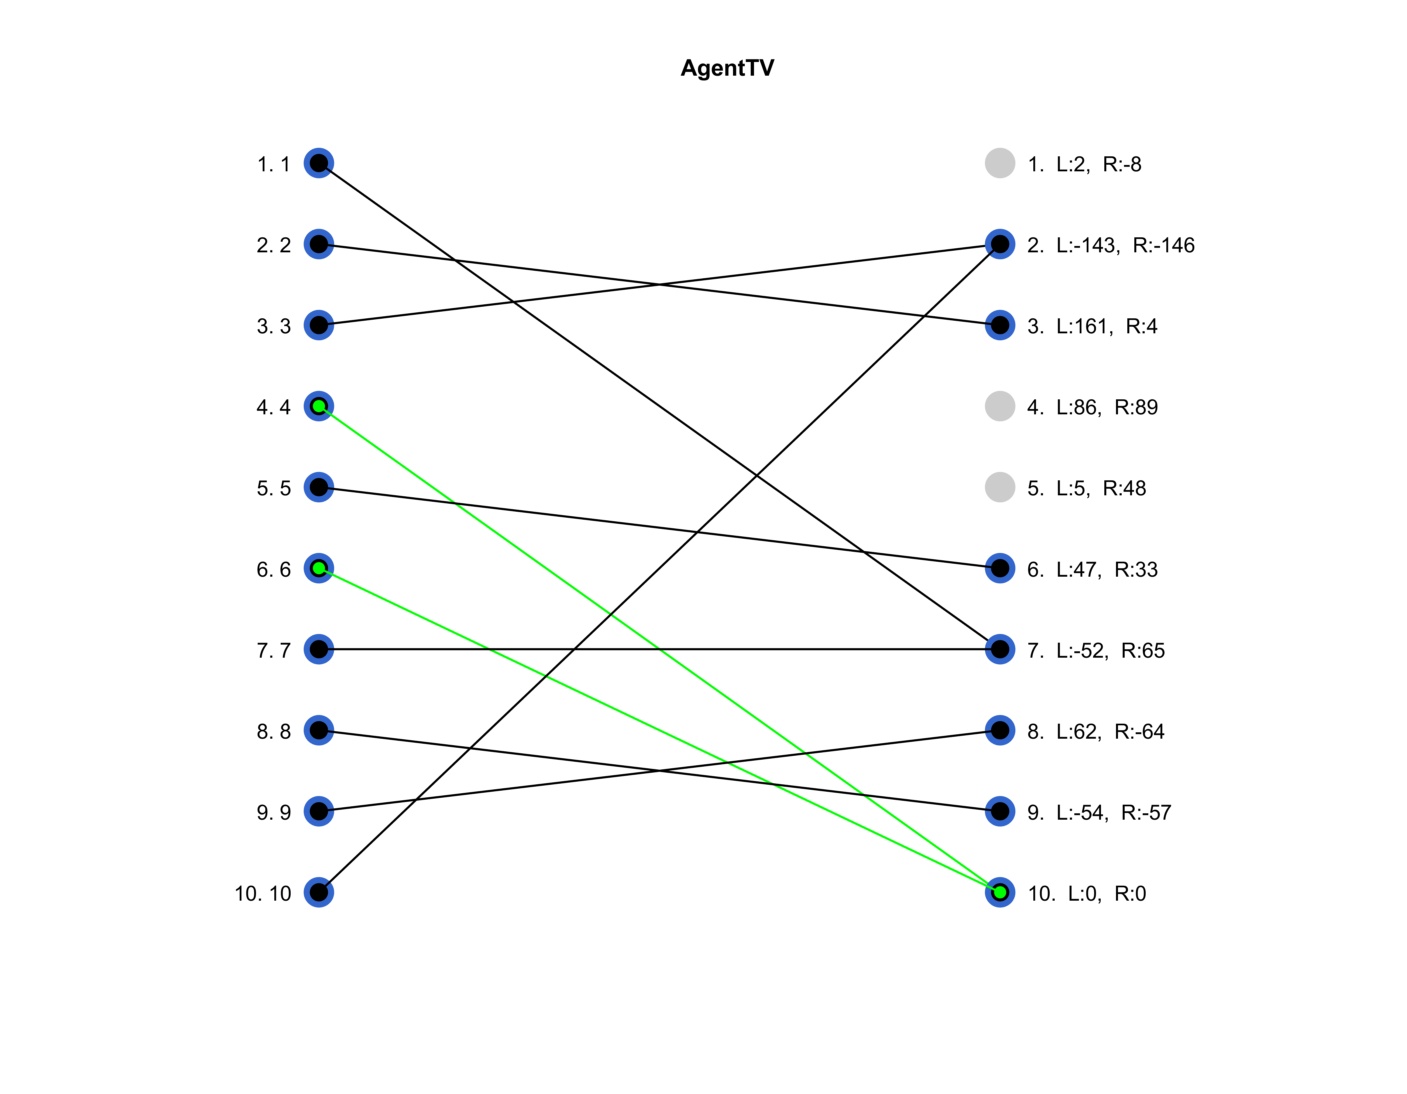 AgentTV
1. 1
1. L:2, R:-8
2. 2
2. L:-143, R:-146
3. 3
3. L:161, R:4
4. 4
4. L:86, R:89
5. 5
5. L:5, R:48
6. 6
6. L:47, R:33
7. 7
7. L:-52, R:65
8. 8
8. L:62, R:-64
9. 9
9. L:-54, R:-57
10. 10
10. L:0, R:0